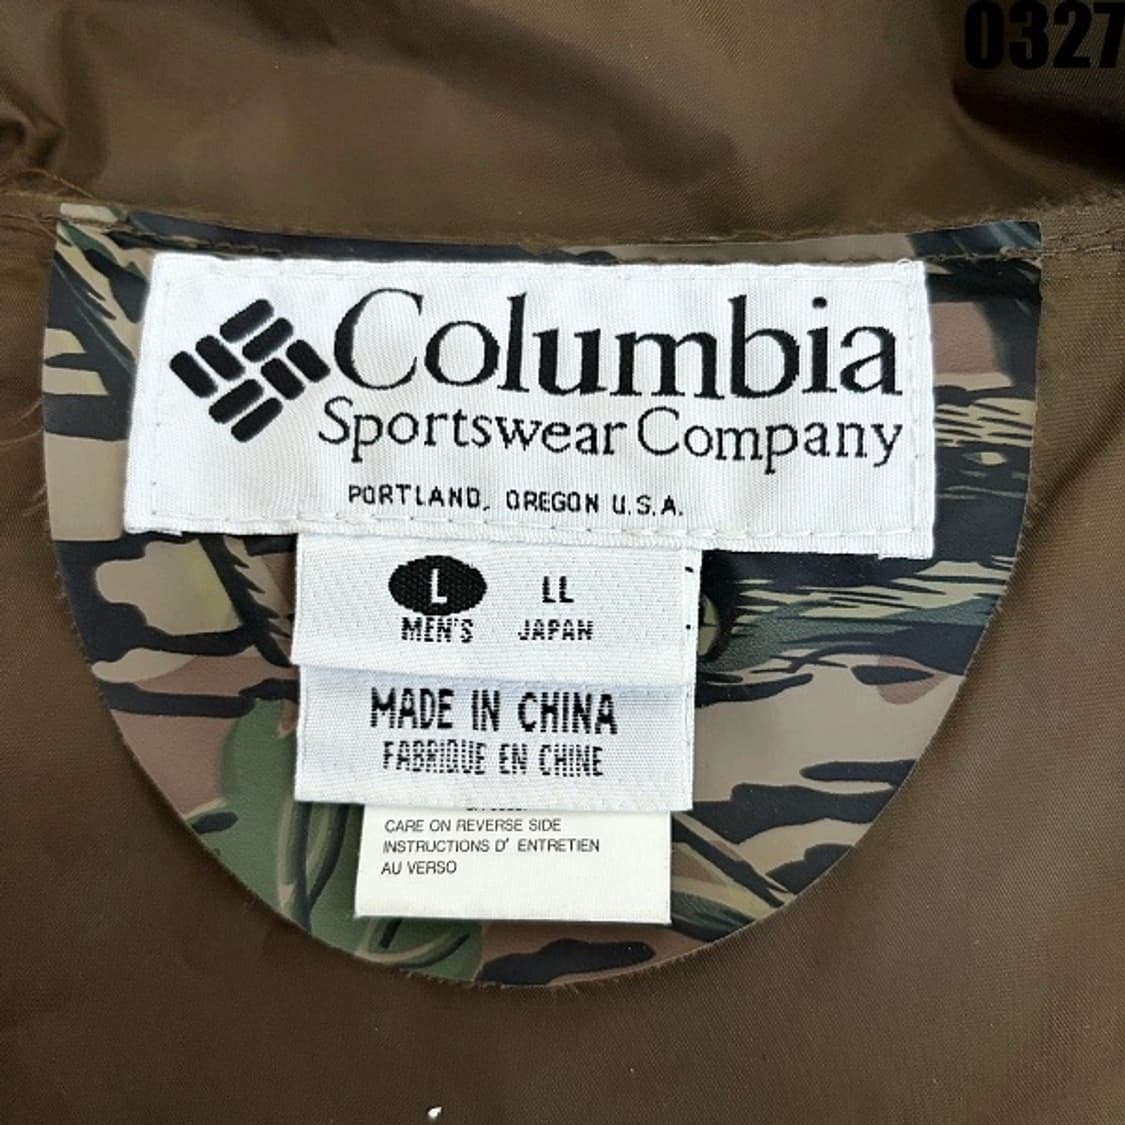 0327
Columbia
Sportswear Company
PORTLAND, OREGON U.S.A.
L LL
MEN'S JAPAN
MADE IN CHINA
FABRIQUE EN CHINE
CARE ON REVERSE SIDE
INSTRUCTIONS D' ENTRETIEN
AU VERSO